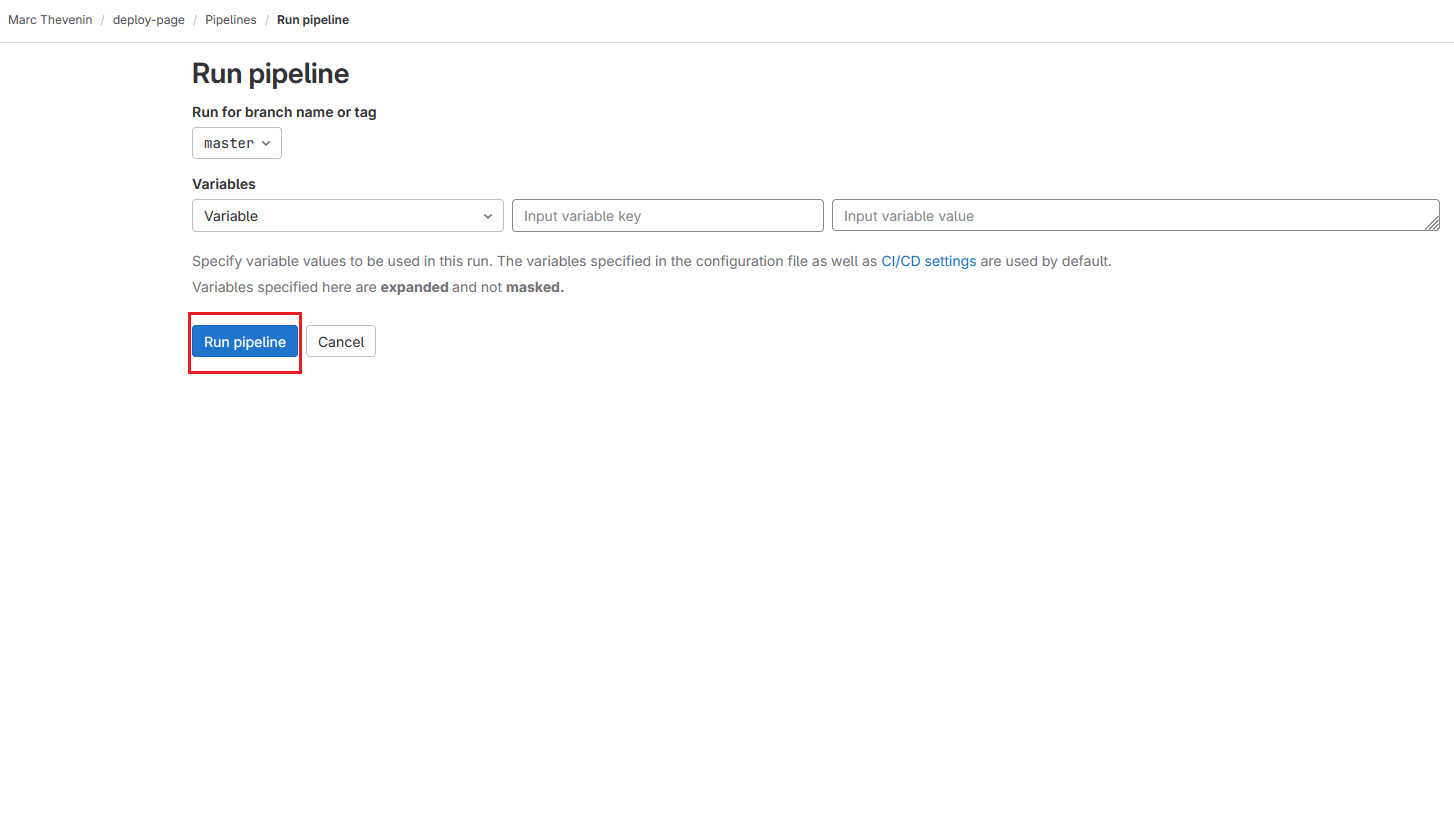 Marc Thevenin / deploy-page / Pipelines / Run pipeline
Run pipeline
Run for branch name or tag
master
Variables
Variable Input variable key Input variable value
Specify variable values to be used in this run. The variables specified in the configuration file as well as CI/CD settings are used by default.
Variables specified here are expanded and not masked.
Run pipeline Cancel